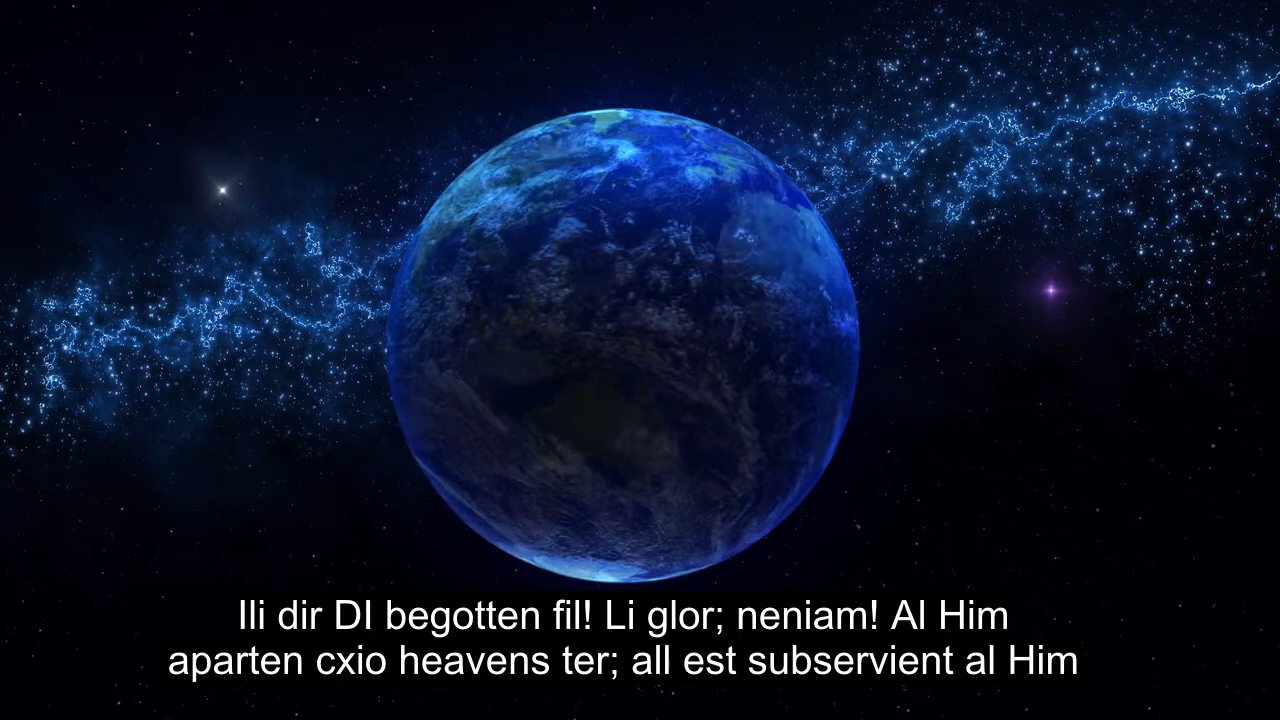 Ili dir DI begotten fil! Li glor; neniam! Al Him
aparten cxio heavens ter; all est subservient al Him